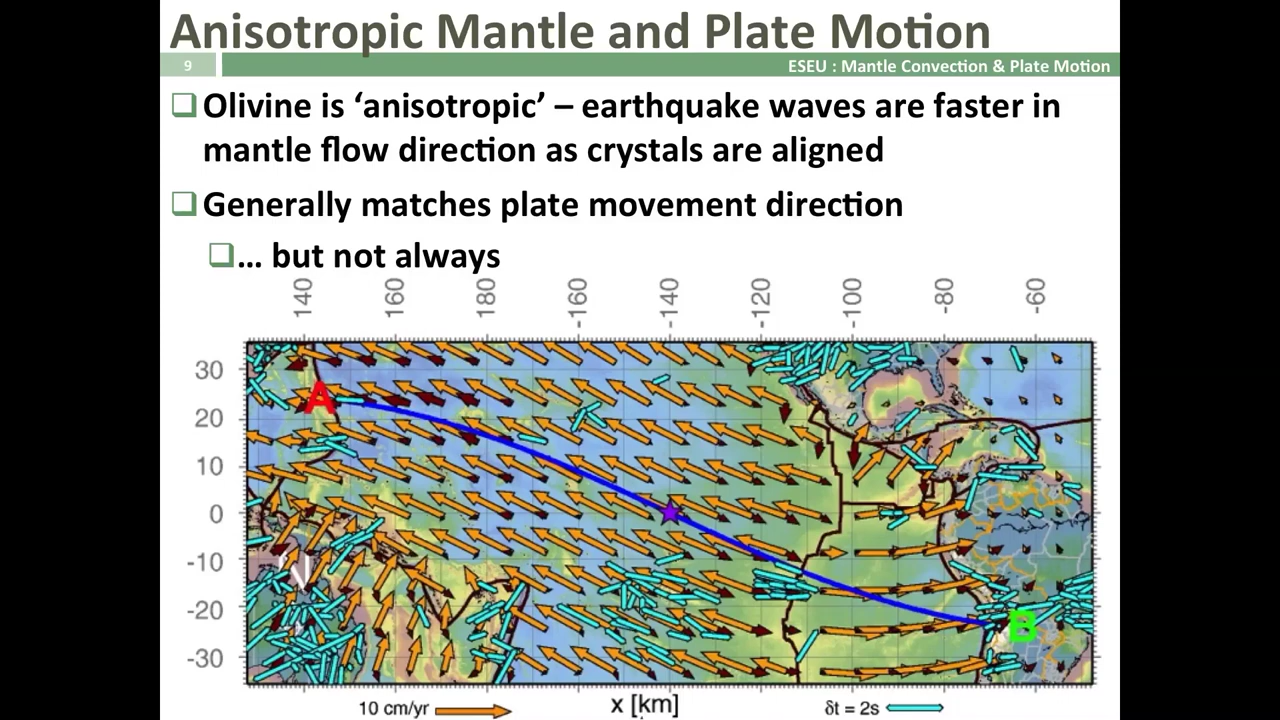 Anisotropic Mantle and Plate Motion
9
ESEU : Mantle Convection & Plate Motion
Olivine is ‘anisotropic’ – earthquake waves are faster in
mantle flow direction as crystals are aligned
Generally matches plate movement direction
… but not always
140 160 180 -160 -140 -120 -100 -80 -60
30
20
10
0
-10
-20
-30
A
N
B
10 cm/yr
x [km]
δt = 2s